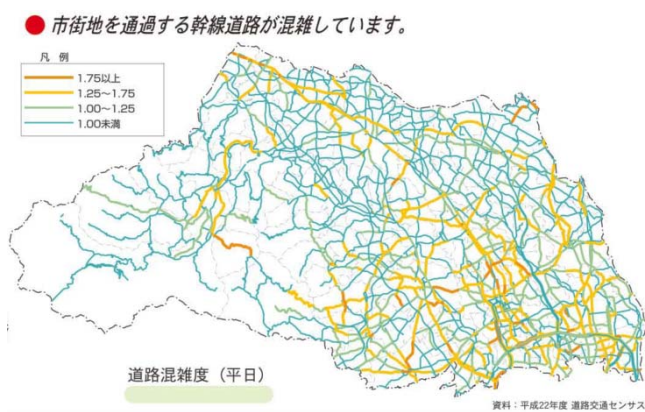 ● 市街地を通過する幹線道路が混雑しています。
凡 例
1.75以上
1.25～1.75
1.00～1.25
1.00未満
道路混雑度（平日）
資料：平成22年度 道路交通センサス